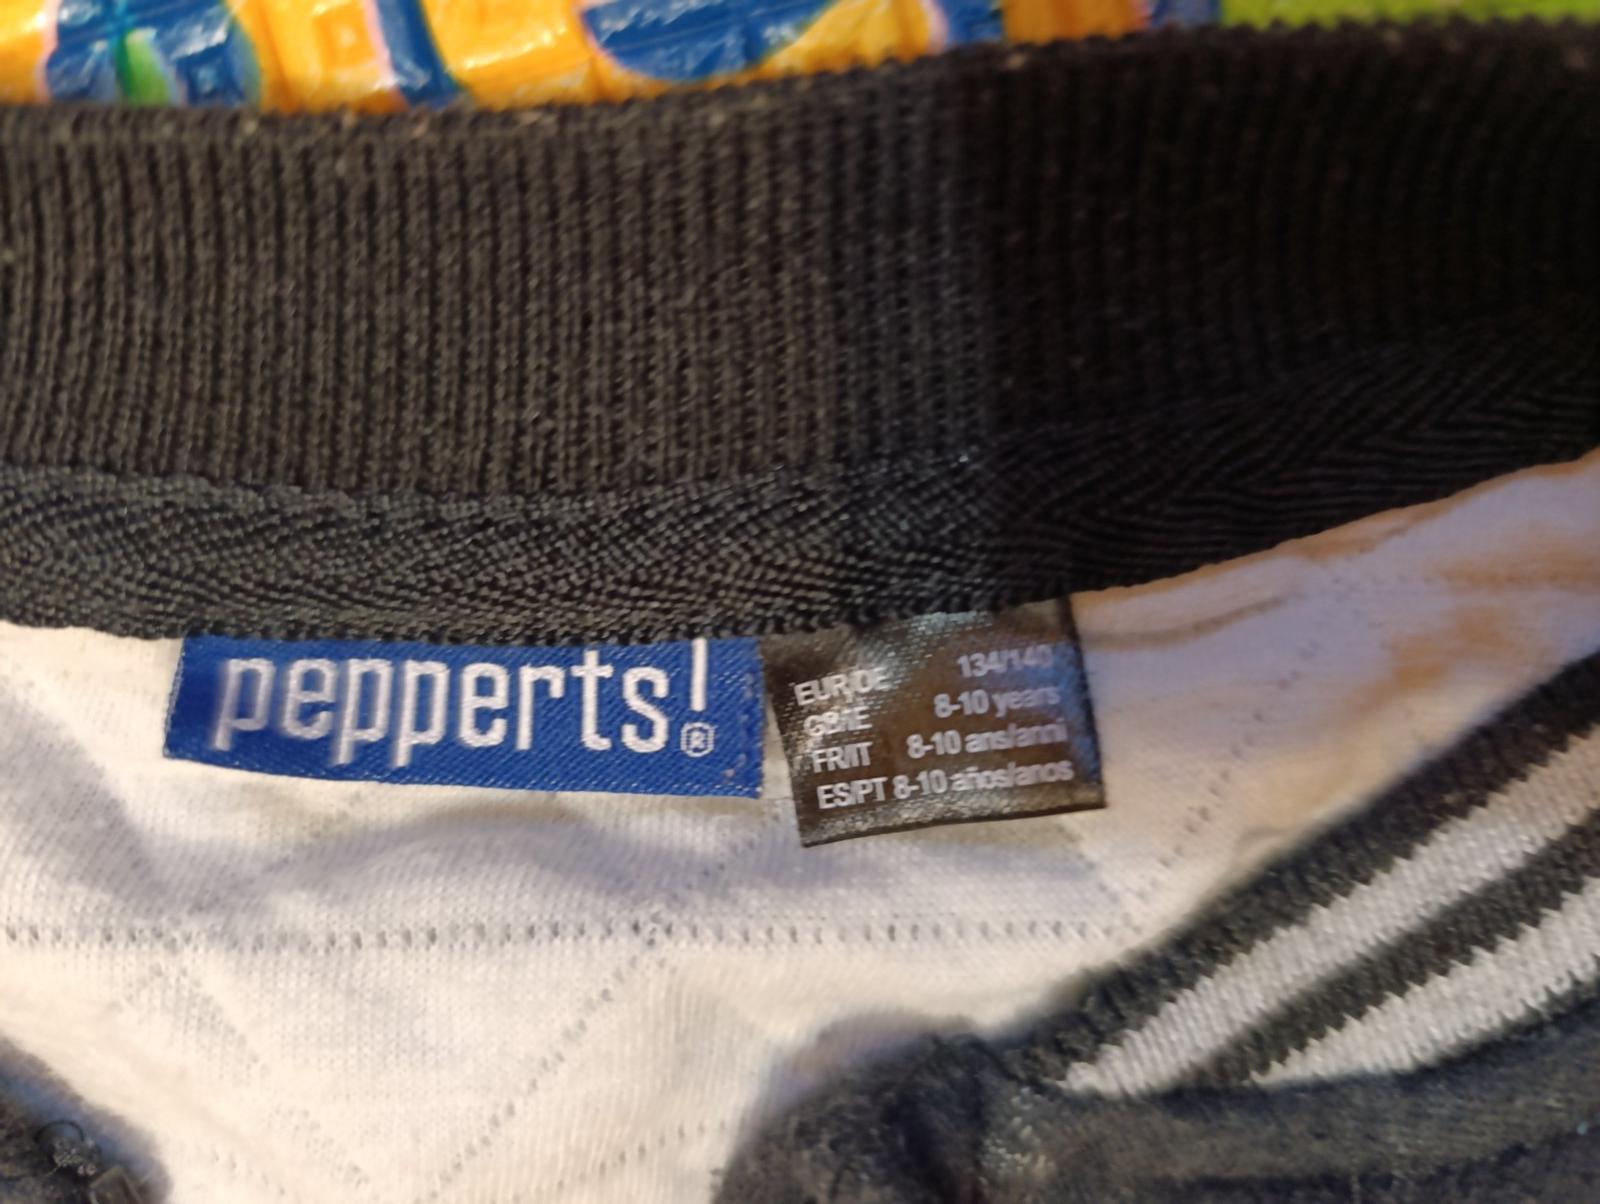 pepperts!®
EUR/DE 134/140
GB/IE 8-10 years
FR/IT 8-10 ans/anni
ES/PT 8-10 años/anos